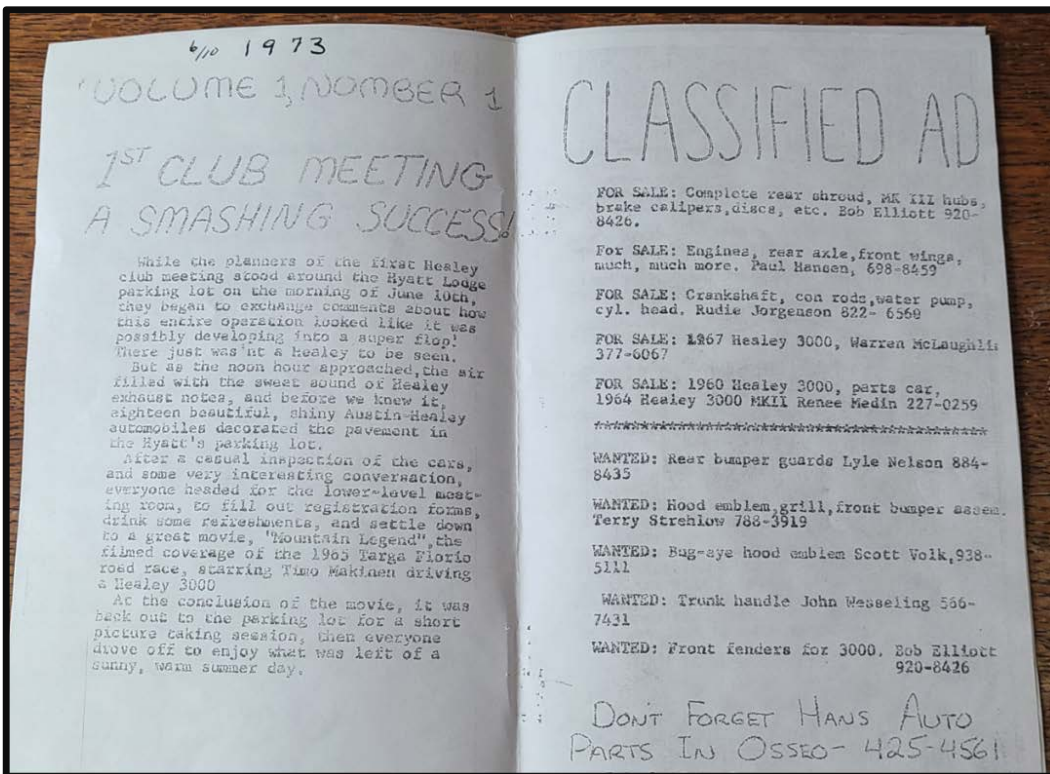 6/10 1973
VOLUME 1, NOMBER 1
1ST CLUB MEETING
A SMASHING SUCCESS!
While the planners of the first Healey
club meeting stood around the Hyatt Lodge
parking lot on the morning of June 10th,
they began to exchange comments about how
this entire operation looked like it was
possibly developing into a super flop!
There just was'nt a Healey to be seen.
But as the noon hour approached,the air
filled with the sweet sound of Healey
exhaust notes, and before we knew it,
eighteen beautiful, shiny Austin-Healey
automobiles decorated the pavement in
the Hyatt's parking lot.
After a casual inspection of the cars,
and some very interesting conversation,
everyone headed for the lower-level meet-
ing room, to fill out registration forms,
drink some refreshments, and settle down
to a great movie, "Mountain Legend",the
filmed coverage of the 1965 Targa Florio
road race, starring Timo Makinen driving
a Healey 3000
At the conclusion of the movie, it was
back out to the parking lot for a short
picture taking session, then everyone
drove off to enjoy what was left of a
sunny, warm summer day.
CLASSIFIED AD
FOR SALE: Complete rear shroud, MK III hubs,
brake calipers,discs, etc. Bob Elliott 920-
8426.
For SALE: Engines, rear axle,front wings,
much, much more. Paul Hansen, 698-8459
FOR SALE: Crankshaft, con rods,water pump,
cyl. head. Rudie Jorgenson 822- 6569
FOR SALE: 1967 Healey 3000, Warren McLaughlin
377-6067
FOR SALE: 1960 Healey 3000, parts car,
1964 Healey 3000 MKII Renee Medin 227-0259
*******************************************
WANTED: Rear bumper guards Lyle Nelson 884-
8435
WANTED: Hood emblem,grill,front bumper assem.
Terry Strehlow 788-3919
WANTED: Bug-eye hood emblem Scott Volk,938-
5111
WANTED: Trunk handle John Wesseling 566-
7431
WANTED: Front fenders for 3000. Bob Elliott
920-8426
DON'T FORGET HANS AUTO
PARTS IN OSSEO- 425-4561